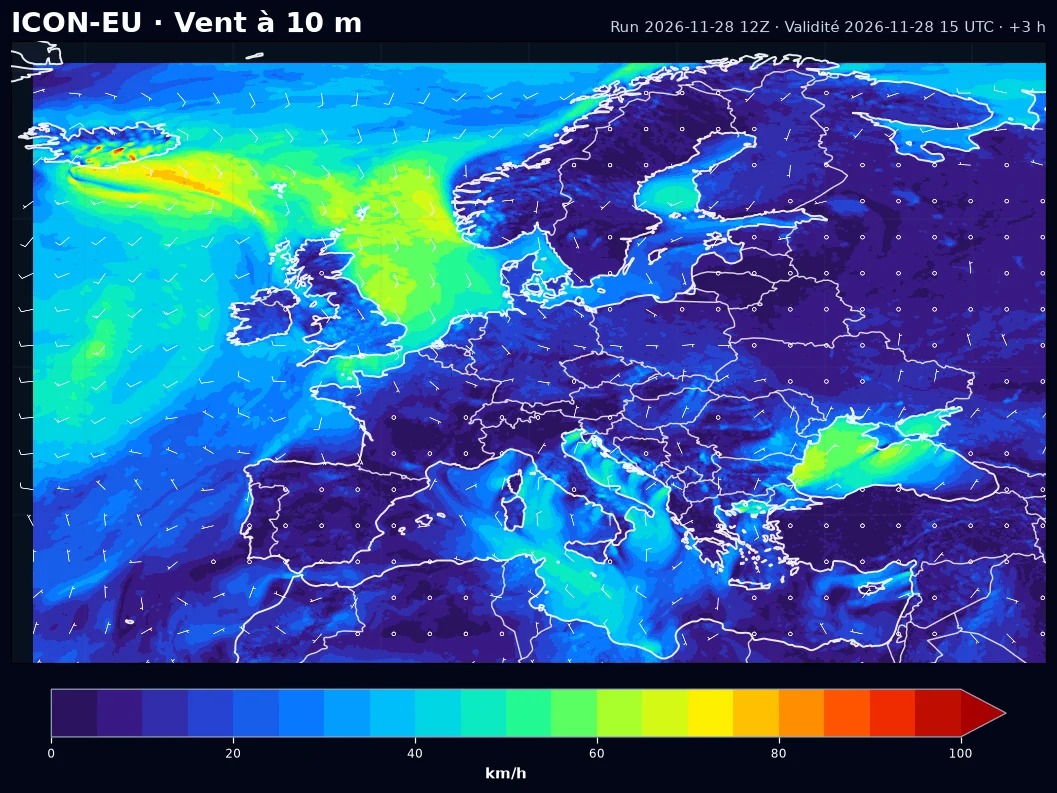 ICON-EU · Vent à 10 m
Run 2026-11-28 12Z · Validité 2026-11-28 15 UTC · +3 h
0 20 40 60 80 100
km/h